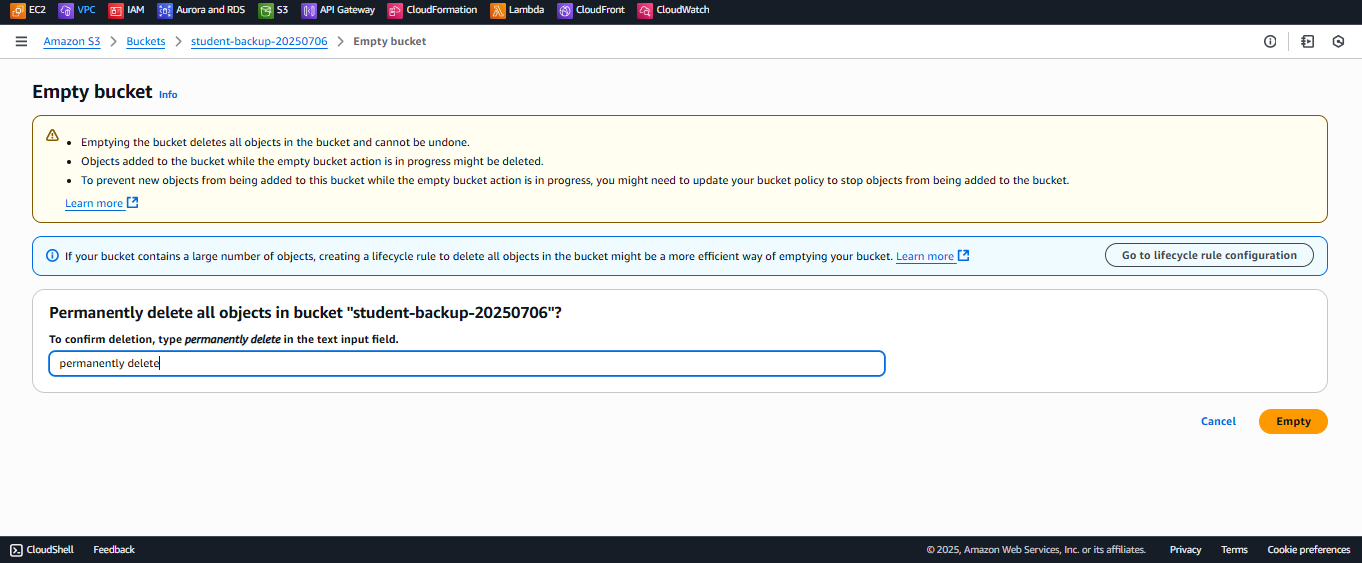 EC2 VPC IAM Aurora and RDS S3 API Gateway CloudFormation Lambda CloudFront CloudWatch
Amazon S3 > Buckets > student-backup-20250706 > Empty bucket
Empty bucket Info
• Emptying the bucket deletes all objects in the bucket and cannot be undone.
• Objects added to the bucket while the empty bucket action is in progress might be deleted.
• To prevent new objects from being added to this bucket while the empty bucket action is in progress, you might need to update your bucket policy to stop objects from being added to the bucket.
Learn more
If your bucket contains a large number of objects, creating a lifecycle rule to delete all objects in the bucket might be a more efficient way of emptying your bucket. Learn more Go to lifecycle rule configuration
Permanently delete all objects in bucket "student-backup-20250706"?
To confirm deletion, type permanently delete in the text input field.
permanently delete
Cancel Empty
CloudShell Feedback © 2025, Amazon Web Services, Inc. or its affiliates. Privacy Terms Cookie preferences